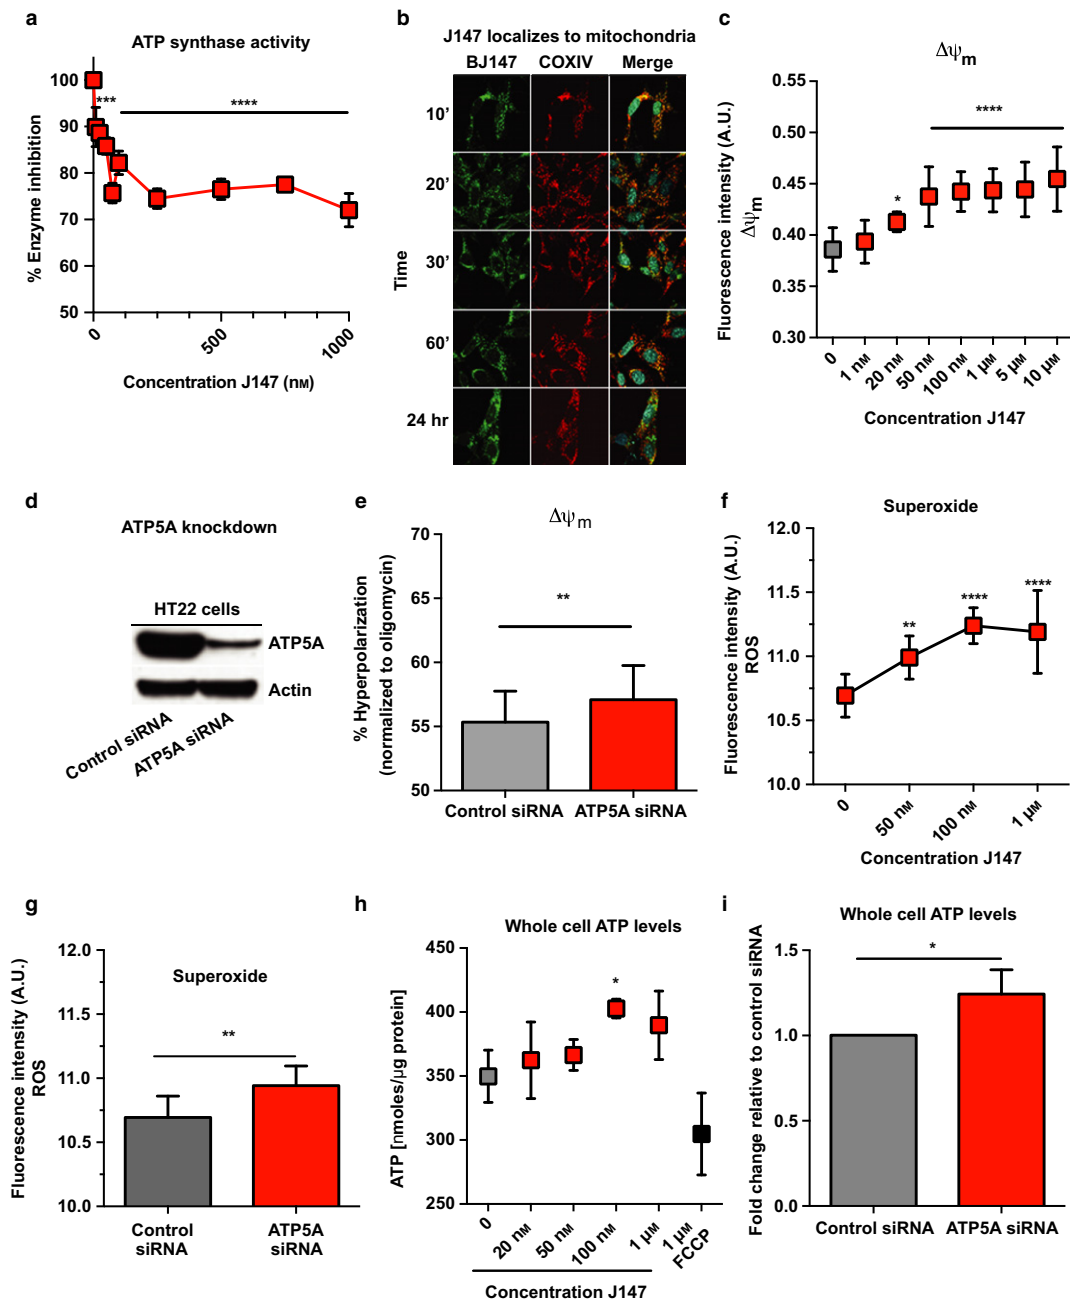 a
ATP synthase activity
% Enzyme inhibition
100
90
80
70
60
50
***
****
0
500
1000
Concentration J147 (nM)
b
J147 localizes to mitochondria
BJ147 COXIV Merge
Time
10'
20'
30'
60'
24 hr
c
Δψm
Fluorescence intensity (A.U.)
Δψm
0.55
0.50
0.45
0.40
0.35
0.30
*
****
0
1 nM
20 nM
50 nM
100 nM
1 μM
5 μM
10 μM
Concentration J147
d
ATP5A knockdown
HT22 cells
ATP5A
Actin
Control siRNA
ATP5A siRNA
e
Δψm
% Hyperpolarization
(normalized to oligomycin)
70
65
60
55
50
**
Control siRNA ATP5A siRNA
f
Superoxide
Fluorescence intensity (A.U.)
ROS
12.0
11.5
11.0
10.5
10.0
**
****
****
0
50 nM
100 nM
1 μM
Concentration J147
g
Superoxide
Fluorescence intensity (A.U.)
ROS
12.0
11.5
11.0
10.5
10.0
**
Control
siRNA
ATP5A
siRNA
h
Whole cell ATP levels
ATP [nmoles/μg protein]
450
400
350
300
250
*
0
20 nM
50 nM
100 nM
1 μM
1 μM
FCCP
Concentration J147
i
Whole cell ATP levels
Fold change relative to control siRNA
1.5
1.0
0.5
0.0
*
Control siRNA ATP5A siRNA